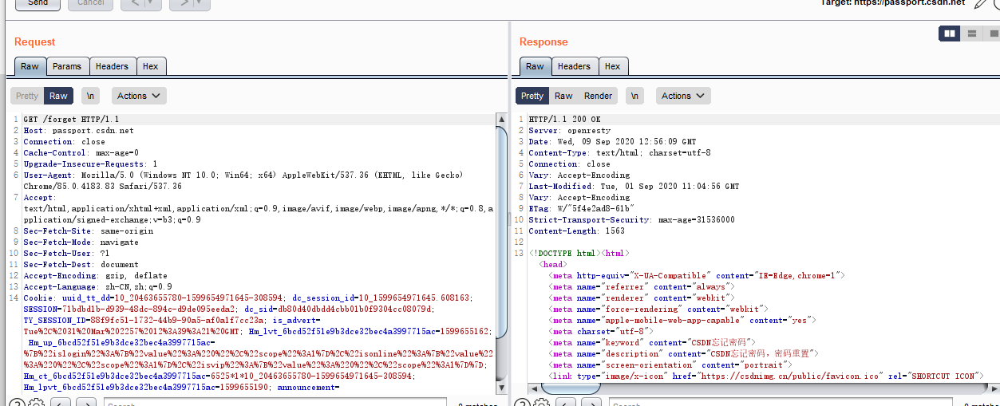 Send Cancel < > Target: https://passport.csdn.net
Request
Raw Params Headers Hex
Pretty Raw \n Actions
1 GET /forget HTTP/1.1
2 Host: passport.csdn.net
3 Connection: close
4 Cache-Control: max-age=0
5 Upgrade-Insecure-Requests: 1
6 User-Agent: Mozilla/5.0 (Windows NT 10.0; Win64; x64) AppleWebKit/537.36 (KHTML, like Gecko)
Chrome/85.0.4183.83 Safari/537.36
7 Accept:
text/html,application/xhtml+xml,application/xml;q=0.9,image/avif,image/webp,image/apng,*/*;q=0.8,a
pplication/signed-exchange;v=b3;q=0.9
8 Sec-Fetch-Site: same-origin
9 Sec-Fetch-Mode: navigate
10 Sec-Fetch-User: ?1
11 Sec-Fetch-Dest: document
12 Accept-Encoding: gzip, deflate
13 Accept-Language: zh-CN,zh;q=0.9
14 Cookie: uuid_tt_dd=10_20463655780-1599654971645-308594; dc_session_id=10_1599654971645.608163;
SESSION=71bdbd1b-d939-48dc-894c-d9de095eeda2; dc_sid=db80d40dbdd4cbb01b0f9304cc08079d;
TY_SESSION_ID=88f9fc51-1732-44b9-90a5-af0a1f7cc23a; is_advert=
Tue%2C%2031%20Mar%202257%2012%3A39%3A21%20GMT; Hm_lvt_6bcd52f51e9b3dce32bec4a3997715ac=1599655162;
Hm_up_6bcd52f51e9b3dce32bec4a3997715ac=
%7B%22islogin%22%3A%7B%22value%22%3A%220%22%2C%22scope%22%3A1%7D%2C%22isonline%22%3A%7B%22value%22
%3A%220%22%2C%22scope%22%3A1%7D%2C%22isvip%22%3A%7B%22value%22%3A%220%22%2C%22scope%22%3A1%7D%7D;
Hm_ct_6bcd52f51e9b3dce32bec4a3997715ac=6525*1*10_20463655780-1599654971645-308594;
Hm_lpvt_6bcd52f51e9b3dce32bec4a3997715ac=1599655190; announcement=
Response
Raw Headers Hex
Pretty Raw Render \n Actions
1 HTTP/1.1 200 OK
2 Server: openresty
3 Date: Wed, 09 Sep 2020 12:56:09 GMT
4 Content-Type: text/html; charset=utf-8
5 Connection: close
6 Vary: Accept-Encoding
7 Last-Modified: Tue, 01 Sep 2020 11:04:56 GMT
8 Vary: Accept-Encoding
9 ETag: W/"5f4e2ad8-61b"
10 Strict-Transport-Security: max-age=31536000
11 Content-Length: 1563
12
13 <!DOCTYPE html><html>
<head>
<meta http-equiv="X-UA-Compatible" content="IE=Edge,chrome=1">
<meta name="referrer" content="always">
<meta name="renderer" content="webkit">
<meta name="force-rendering" content="webkit">
<meta name="apple-mobile-web-app-capable" content="yes">
<meta charset="utf-8">
<meta name="keyword" content="CSDN忘记密码">
<meta name="description" content="CSDN忘记密码，密码重置">
<meta name="screen-orientation" content="portrait">
<link type="image/x-icon" href="https://csdnimg.cn/public/favicon.ico" rel="SHORTCUT ICON">